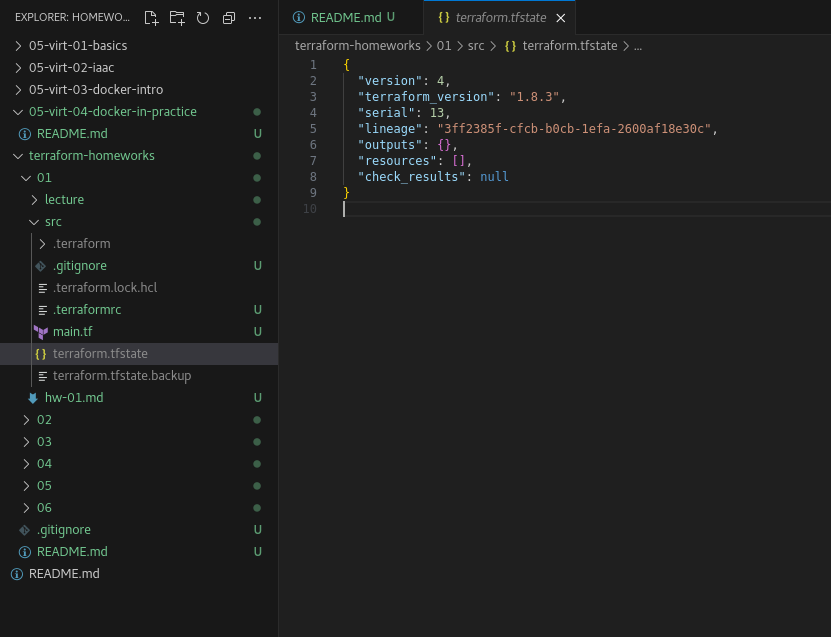 EXPLORER: HOMEWO...
05-virt-01-basics
05-virt-02-iaac
05-virt-03-docker-intro
05-virt-04-docker-in-practice
README.md U
terraform-homeworks
01
lecture
src
.terraform
.gitignore U
.terraform.lock.hcl
.terraformrc U
main.tf U
terraform.tfstate
terraform.tfstate.backup
hw-01.md U
02
03
04
05
06
.gitignore U
README.md U
README.md
README.md U
{} terraform.tfstate
terraform-homeworks > 01 > src > {} terraform.tfstate > ...
1 {
2 "version": 4,
3 "terraform_version": "1.8.3",
4 "serial": 13,
5 "lineage": "3ff2385f-cfcb-b0cb-1efa-2600af18e30c",
6 "outputs": {},
7 "resources": [],
8 "check_results": null
9 }
10